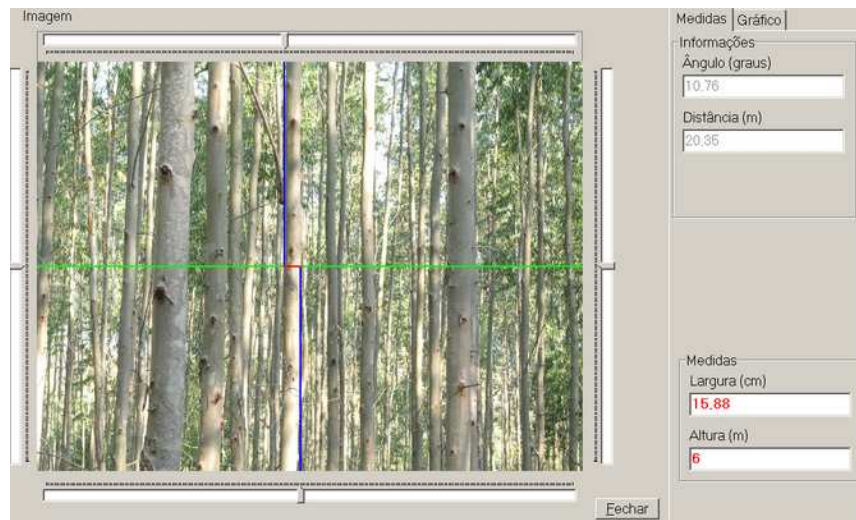 Imagem
Medidas Gráfico
Informações
Ângulo (graus)
10,76
Distância (m)
20,35
Medidas
Largura (cm)
15,88
Altura (m)
6
Fechar